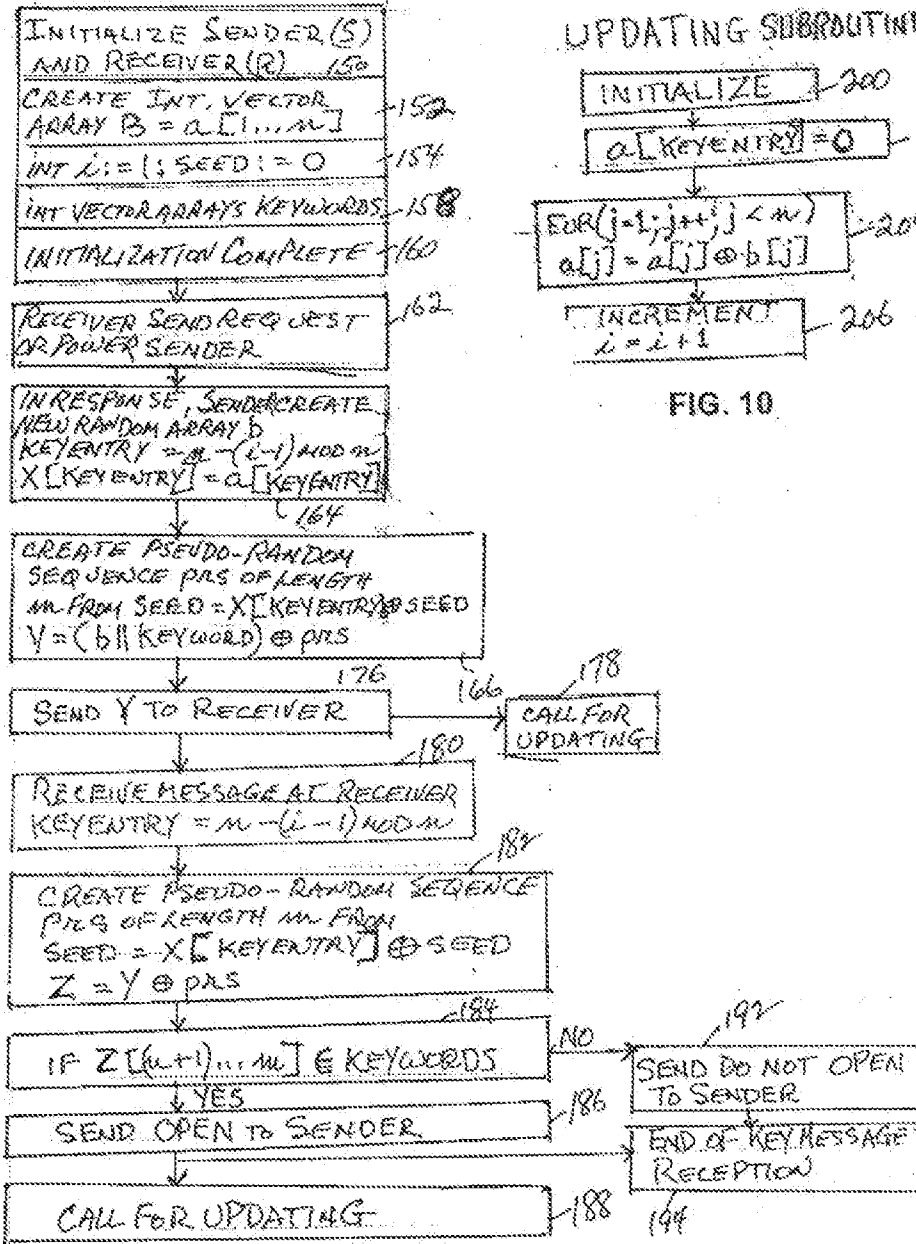 INITIALIZE SENDER (S)
AND RECEIVER (R) 150
CREATE INT. VECTOR
ARRAY B = a[1...n]
152
INT i:=1; SEED:=0
154
INT VECTOR ARRAYS KEYWORDS
158
INITIALIZATION COMPLETE
160
RECEIVER SEND REQUEST
OR POWER SENDER
162
IN RESPONSE, SENDER CREATE
NEW RANDOM ARRAY b
KEYENTRY = n-(i-1) MOD n
X[KEYENTRY] = a[KEYENTRY]
164
CREATE PSEUDO-RANDOM
SEQUENCE prs OF LENGTH
m FROM SEED = X[KEYENTRY]⊕SEED
Y = (b || KEYWORD) ⊕ prs
166
176
SEND Y TO RECEIVER
178
CALL FOR
UPDATING
180
RECEIVE MESSAGE AT RECEIVER
KEYENTRY = n-(i-1) MOD n
182
CREATE PSEUDO-RANDOM SEQENCE
prs OF LENGTH m FROM
SEED = X[KEYENTRY] ⊕ SEED
Z = Y ⊕ prs
184
IF Z[(n+1)...m] ∈ KEYWORDS
NO
YES
192
SEND DO NOT OPEN
TO SENDER
186
SEND OPEN TO SENDER
END OF KEY MESSAGE
RECEPTION
194
CALL FOR UPDATING
188
UPDATING SUBROUTIN
INITIALIZE
200
a[KEYENTRY]=0
FOR(j=1; j++; j<n)
a[j] = a[j] ⊕ b[j]
20
INCREMENT
i = i+1
206
FIG. 10